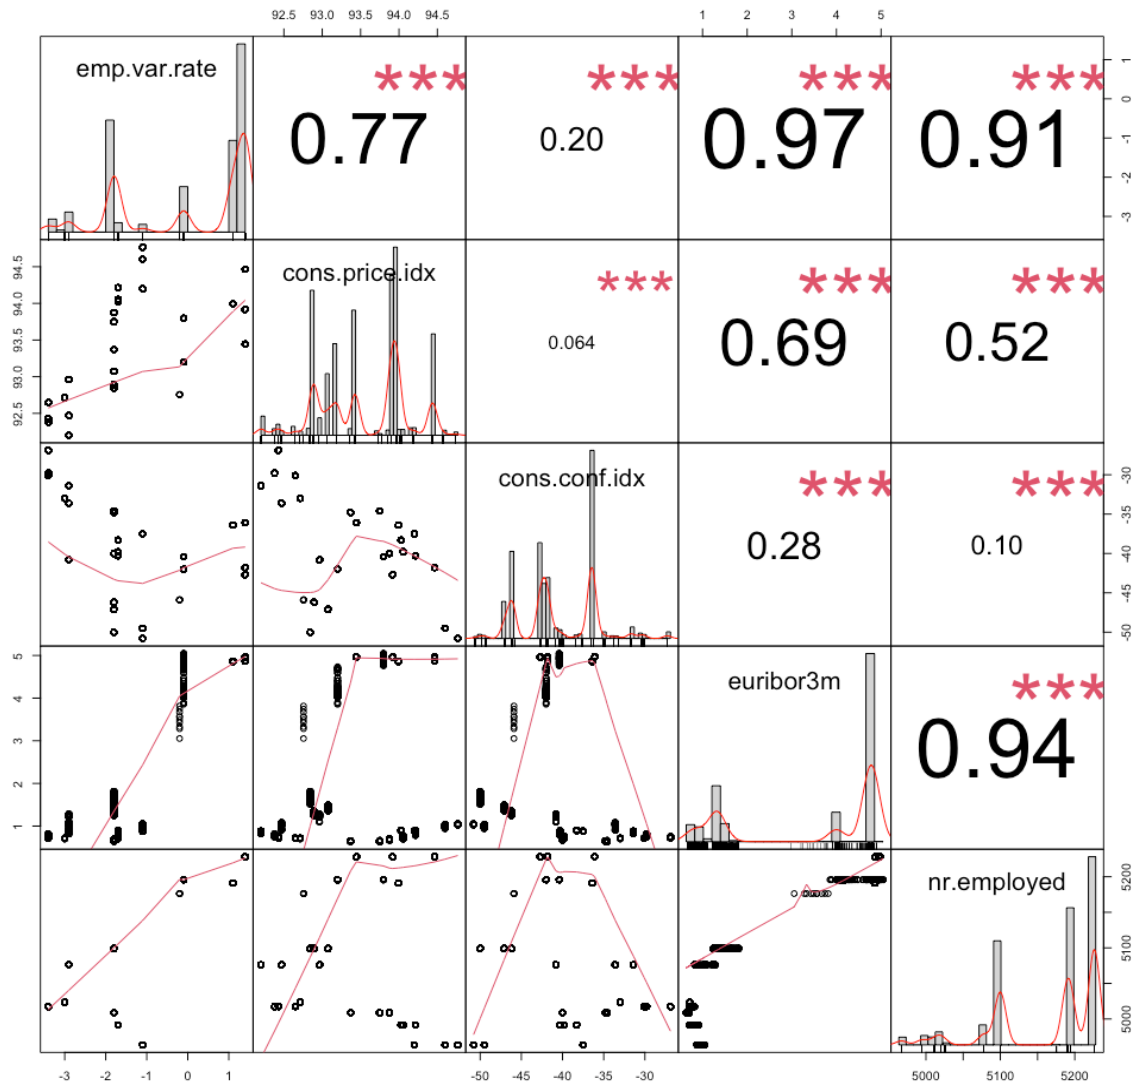 92.5 93.0 93.5 94.0 94.5 1 2 3 4 5
emp.var.rate *** 0.77 *** 0.20 *** 0.97 *** 0.91 1 0 -1 -2 -3
92.5 93.0 93.5 94.0 94.5 cons.price.idx *** 0.064 *** 0.69 *** 0.52
cons.conf.idx *** 0.28 *** 0.10 -30 -35 -40 -45 -50
1 2 3 4 5 euribor3m *** 0.94
nr.employed 5000 5100 5200
-3 -2 -1 0 1 -50 -45 -40 -35 -30 5000 5100 5200